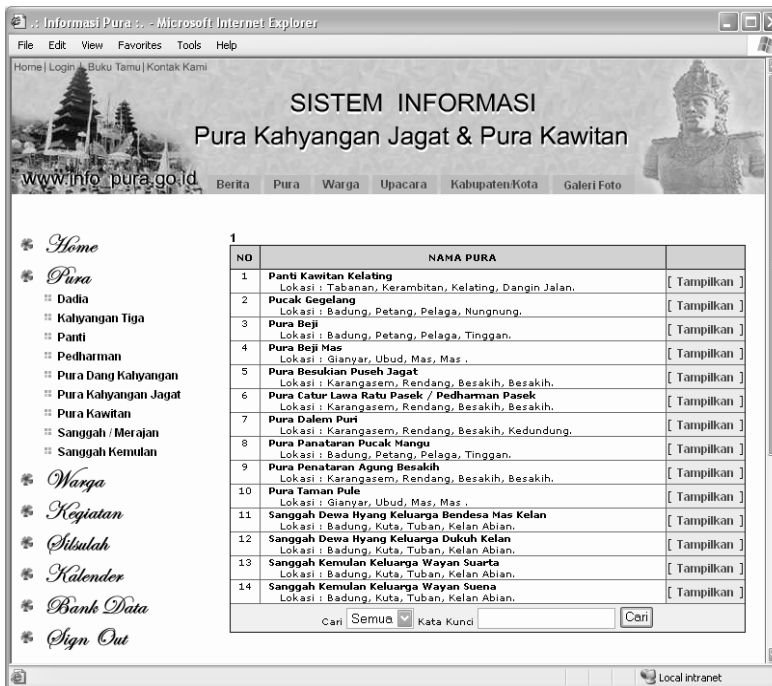 .: Informasi Pura :. - Microsoft Internet Explorer
File Edit View Favorites Tools Help
Home | Login | Buku Tamu | Kontak Kami
SISTEM INFORMASI
Pura Kahyangan Jagat & Pura Kawitan
www.info_pura.go.id
Berita Pura Warga Upacara Kabupaten/Kota Galeri Foto
Home
Pura
Dadia
Kahyangan Tiga
Panti
Pedharman
Pura Dang Kahyangan
Pura Kahyangan Jagat
Pura Kawitan
Sanggah / Merajan
Sanggah Kemulan
Warga
Kegiatan
Silsulah
Kalender
Bank Data
Sign Out
1
NO NAMA PURA
1 Panti Kawitan Kelating [ Tampilkan ]
Lokasi : Tabanan, Kerambitan, Kelating, Dangin Jalan.
2 Pucak Gegelang [ Tampilkan ]
Lokasi : Badung, Petang, Pelaga, Nungnung.
3 Pura Beji [ Tampilkan ]
Lokasi : Badung, Petang, Pelaga, Tinggan.
4 Pura Beji Mas [ Tampilkan ]
Lokasi : Gianyar, Ubud, Mas, Mas .
5 Pura Besukian Puseh Jagat [ Tampilkan ]
Lokasi : Karangasem, Rendang, Besakih, Besakih.
6 Pura Catur Lawa Ratu Pasek / Pedharman Pasek [ Tampilkan ]
Lokasi : Karangasem, Rendang, Besakih, Besakih.
7 Pura Dalem Puri [ Tampilkan ]
Lokasi : Karangasem, Rendang, Besakih, Kedundung.
8 Pura Panataran Pucak Mangu [ Tampilkan ]
Lokasi : Badung, Petang, Pelaga, Tinggan.
9 Pura Penataran Agung Besakih [ Tampilkan ]
Lokasi : Karangasem, Rendang, Besakih, Besakih.
10 Pura Taman Pule [ Tampilkan ]
Lokasi : Gianyar, Ubud, Mas, Mas .
11 Sanggah Dewa Hyang Keluarga Bendesa Mas Kelan [ Tampilkan ]
Lokasi : Badung, Kuta, Tuban, Kelan Abian.
12 Sanggah Dewa Hyang Keluarga Dukuh Kelan [ Tampilkan ]
Lokasi : Badung, Kuta, Tuban, Kelan Abian.
13 Sanggah Kemulan Keluarga Wayan Suarta [ Tampilkan ]
Lokasi : Badung, Kuta, Tuban, Kelan Abian.
14 Sanggah Kemulan Keluarga Wayan Suena [ Tampilkan ]
Lokasi : Badung, Kuta, Tuban, Kelan Abian.
Cari Semua Kata Kunci Cari
Local intranet